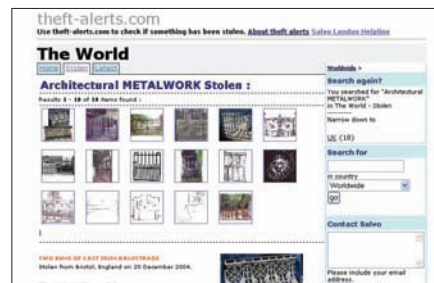 theft-alerts.com
Use theft-alerts.com to check if something has been stolen. About theft alerts Salvo London Helpline
The World
Home Stolen Latest
Architectural METALWORK Stolen :
Results 1 - 18 of 18 items found :
TWO RUNS OF CAST IRON BALUSTRADE
Stolen from Bristol, England on 20 December 2004.
Worldwide >
Search again?
You searched for "Architectural
METALWORK"
in The World - Stolen
Narrow down to
UK (18)
Search for
in country
Worldwide
go
Contact Salvo
Please include your email
address.